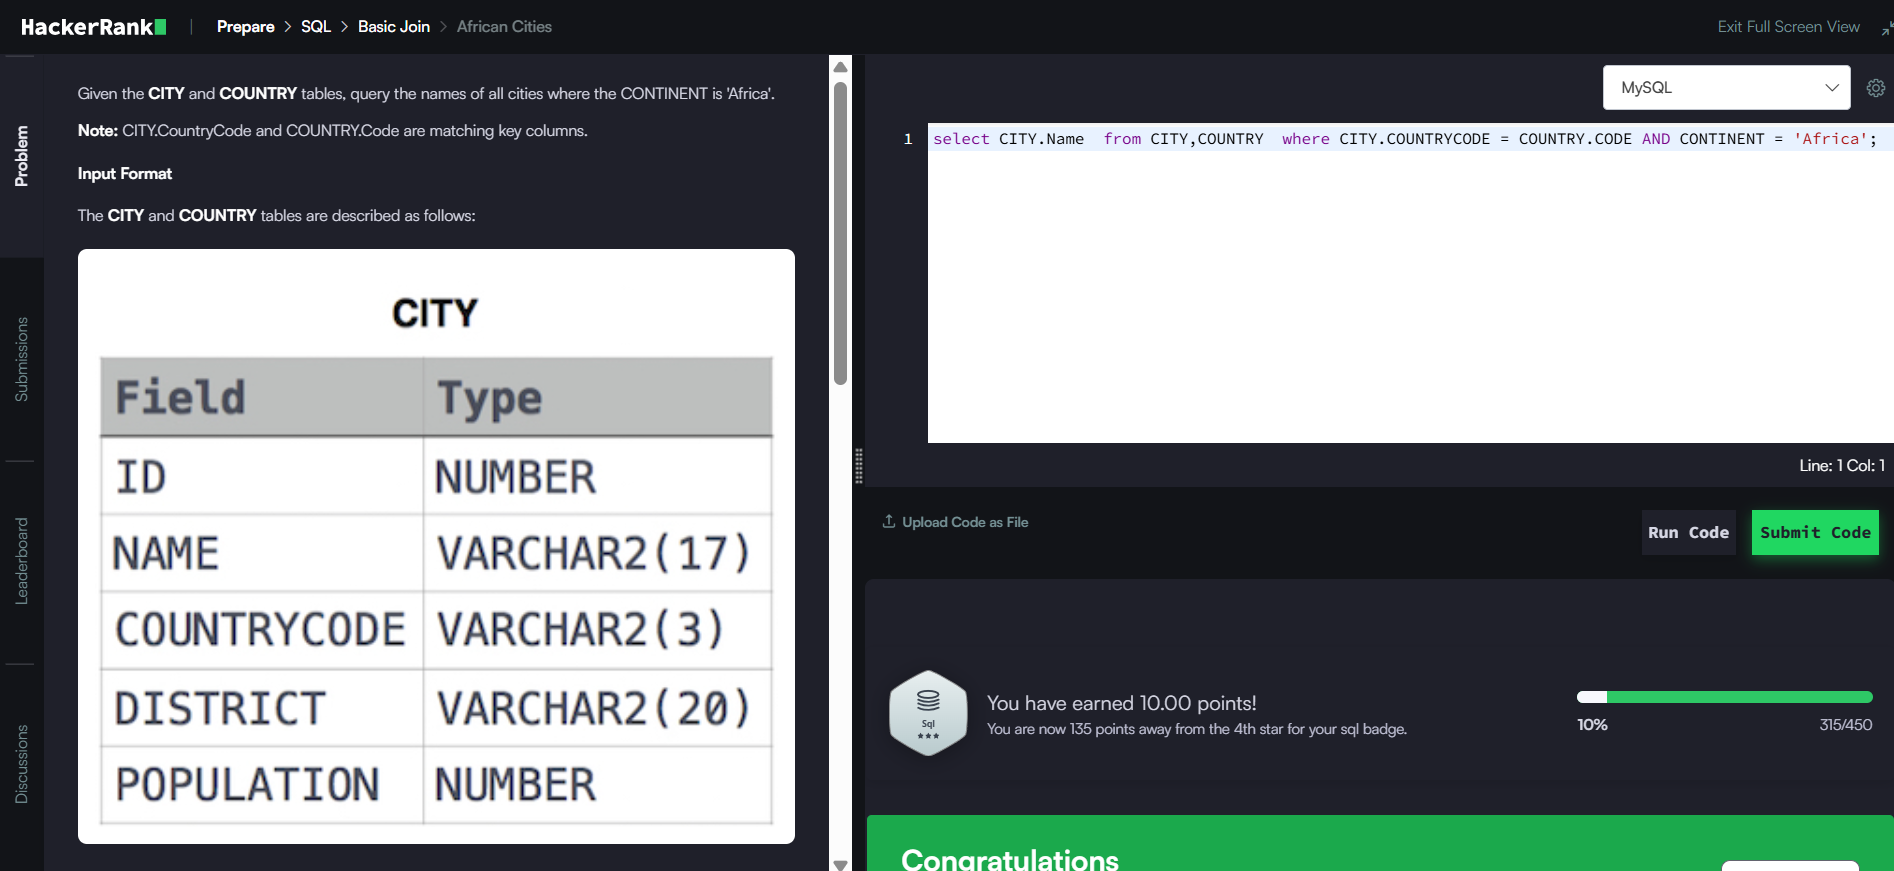 HackerRank | Prepare > SQL > Basic Join > African Cities
Exit Full Screen View
Problem
Submissions
Leaderboard
Discussions
Given the CITY and COUNTRY tables, query the names of all cities where the CONTINENT is 'Africa'.
Note: CITY.CountryCode and COUNTRY.Code are matching key columns.
Input Format
The CITY and COUNTRY tables are described as follows:
CITY
Field Type
ID NUMBER
NAME VARCHAR2(17)
COUNTRYCODE VARCHAR2(3)
DISTRICT VARCHAR2(20)
POPULATION NUMBER
MySQL
1 select CITY.Name  from CITY,COUNTRY  where CITY.COUNTRYCODE = COUNTRY.CODE AND CONTINENT = 'Africa';
Line: 1 Col: 1
Upload Code as File
Run Code
Submit Code
Sql
You have earned 10.00 points!
You are now 135 points away from the 4th star for your sql badge.
10% 315/450
Congratulations